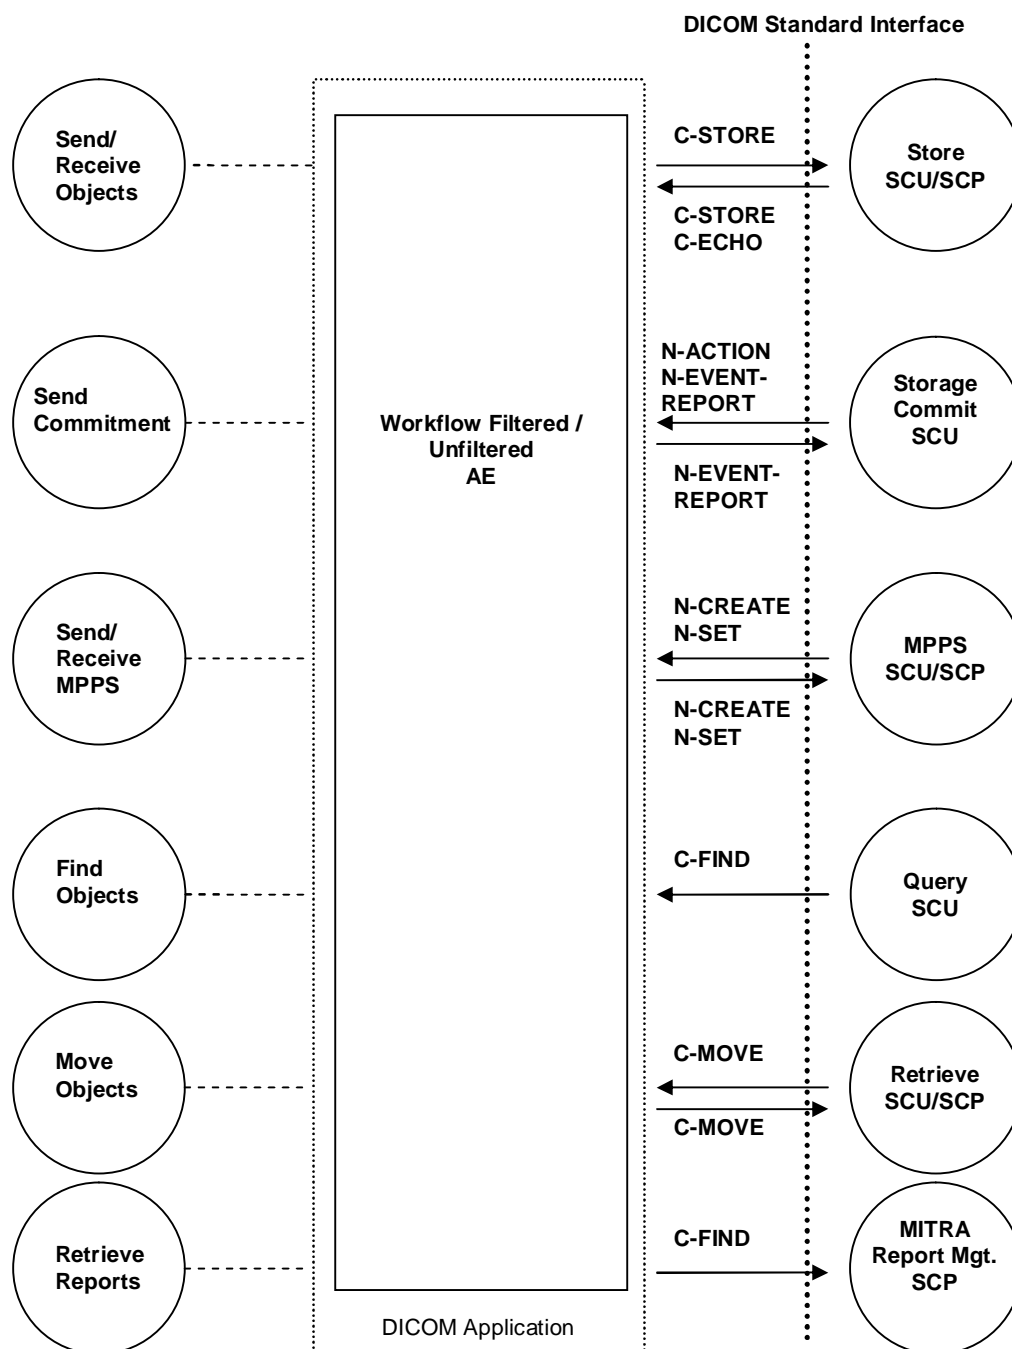 DICOM Standard Interface
Send/
Receive
Objects
C-STORE
C-STORE
C-ECHO
Store
SCU/SCP
Send
Commitment
Workflow Filtered /
Unfiltered
AE
N-ACTION
N-EVENT-
REPORT
N-EVENT-
REPORT
Storage
Commit
SCU
Send/
Receive
MPPS
N-CREATE
N-SET
N-CREATE
N-SET
MPPS
SCU/SCP
Find
Objects
C-FIND
Query
SCU
Move
Objects
C-MOVE
C-MOVE
Retrieve
SCU/SCP
Retrieve
Reports
C-FIND
MITRA
Report Mgt.
SCP
DICOM Application